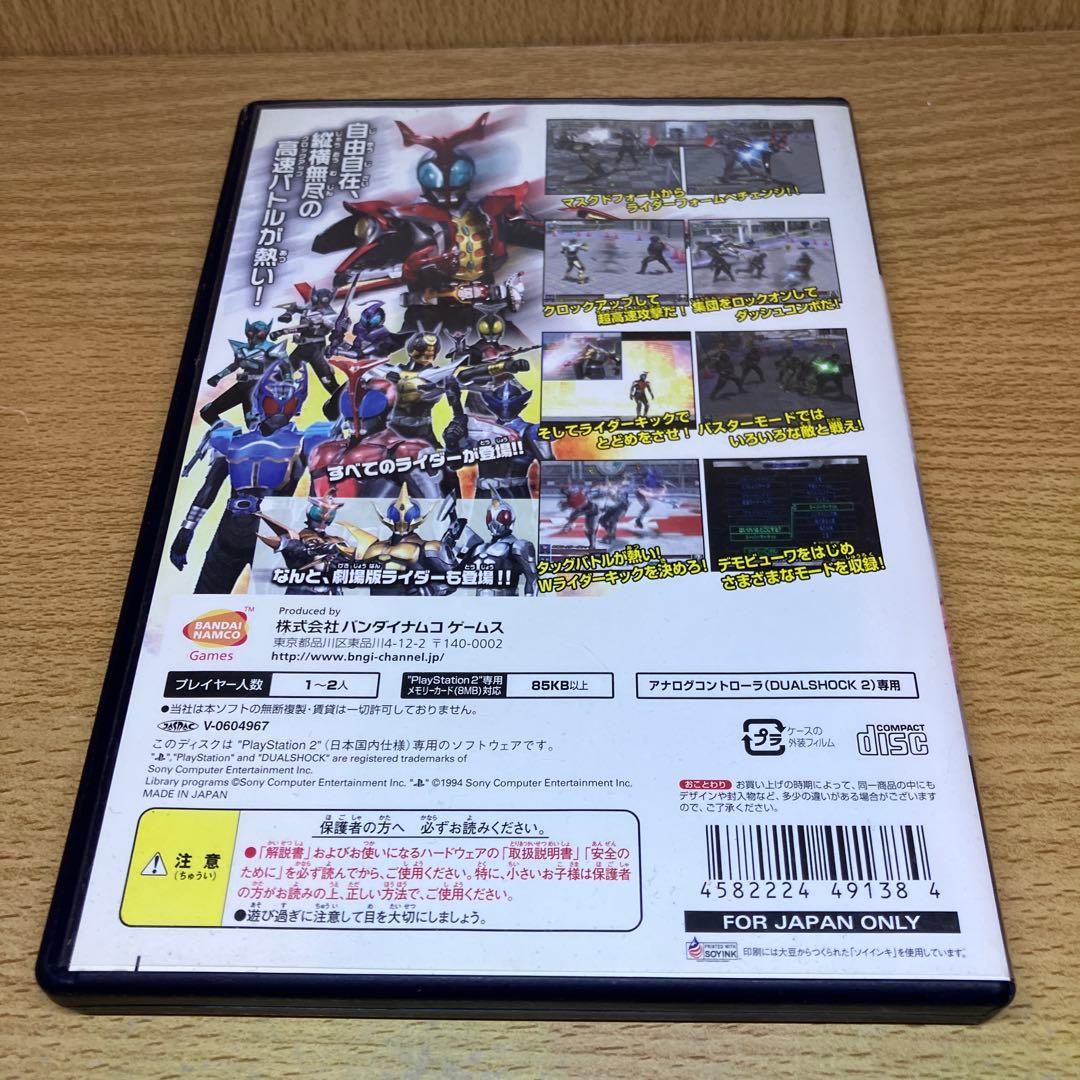 自由自在、
縦横無尽の
高速バトルが熱い!
クロックアップ
マスクドフォームから
ライダーフォームへチェンジ!!
クロックアップして
超高速攻撃だ!
集団をロックオンして
ダッシュコンボだ!
そしてライダーキックで
とどめをさせ!
バスターモードでは
いろいろな敵と戦え!
すべてのライダーが登場!!
なんと、劇場版ライダーも登場!!
タッグバトルが熱い!
Wライダーキックを決めろ!
デモビューワをはじめ
さまざまなモードを収録!
BANDAI
NAMCO
Games
TM
Produced by
株式会社 バンダイナムコ ゲームス
東京都品川区東品川4-12-2 〒140-0002
http://www.bngi-channel.jp/
プレイヤー人数 1~2人
"PlayStation 2"専用
メモリーカード(8MB)対応
85KB以上
アナログコントローラ(DUALSHOCK 2)専用
●当社は本ソフトの無断複製・賃貸は一切許可しておりません。
V-0604967
このディスクは "PlayStation 2" (日本国内仕様) 専用のソフトウェアです。
" ","PlayStation" and "DUALSHOCK" are registered trademarks of
Sony Computer Entertainment Inc.
Library programs ©Sony Computer Entertainment Inc. " " ©1994 Sony Computer Entertainment Inc.
MADE IN JAPAN
プラ
ケースの
外装フィルム
COMPACT
disc
おことわり お買い上げの時期によって、同一商品の中にも
デザインや封入物など、多少の違いがある場合がございます
ので、ご了承ください。
注意
(ちゅうい)
保護者の方へ 必ずお読みください。
●「解説書」およびお使いになるハードウェアの「取扱説明書」「安全の
ために」を必ず読んでから、ご使用ください。特に、小さいお子様は保護者
の方がお読みの上、正しい方法で、ご使用ください。
●遊び過ぎに注意して目を大切にしましょう。
4582224 49138 4
FOR JAPAN ONLY
PRINTED WITH
SOY INK
印刷には大豆からつくられた「ソイインキ」を使用しています。